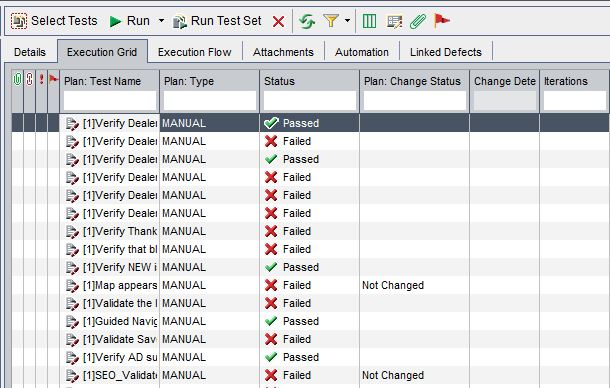 Select Tests Run Run Test Set
Details Execution Grid Execution Flow Attachments Automation Linked Defects
Plan: Test Name Plan: Type Status Plan: Change Status Change Dete Iterations
[1]Verify Dealer MANUAL Passed
[1]Verify Dealer MANUAL Failed
[1]Verify Dealer MANUAL Passed
[1]Verify Dealer MANUAL Failed
[1]Verify Dealer MANUAL Failed
[1]Verify Dealer MANUAL Failed
[1]Verify Thank MANUAL Failed
[1]Verify that bl MANUAL Failed
[1]Verify NEW i MANUAL Passed
[1]Map appears MANUAL Failed Not Changed
[1]Validate the MANUAL Failed
[1]Guided Navig MANUAL Passed
[1]Validate Save MANUAL Failed
[1]Verify AD su MANUAL Passed
[1]SEO_Validate MANUAL Failed Not Changed